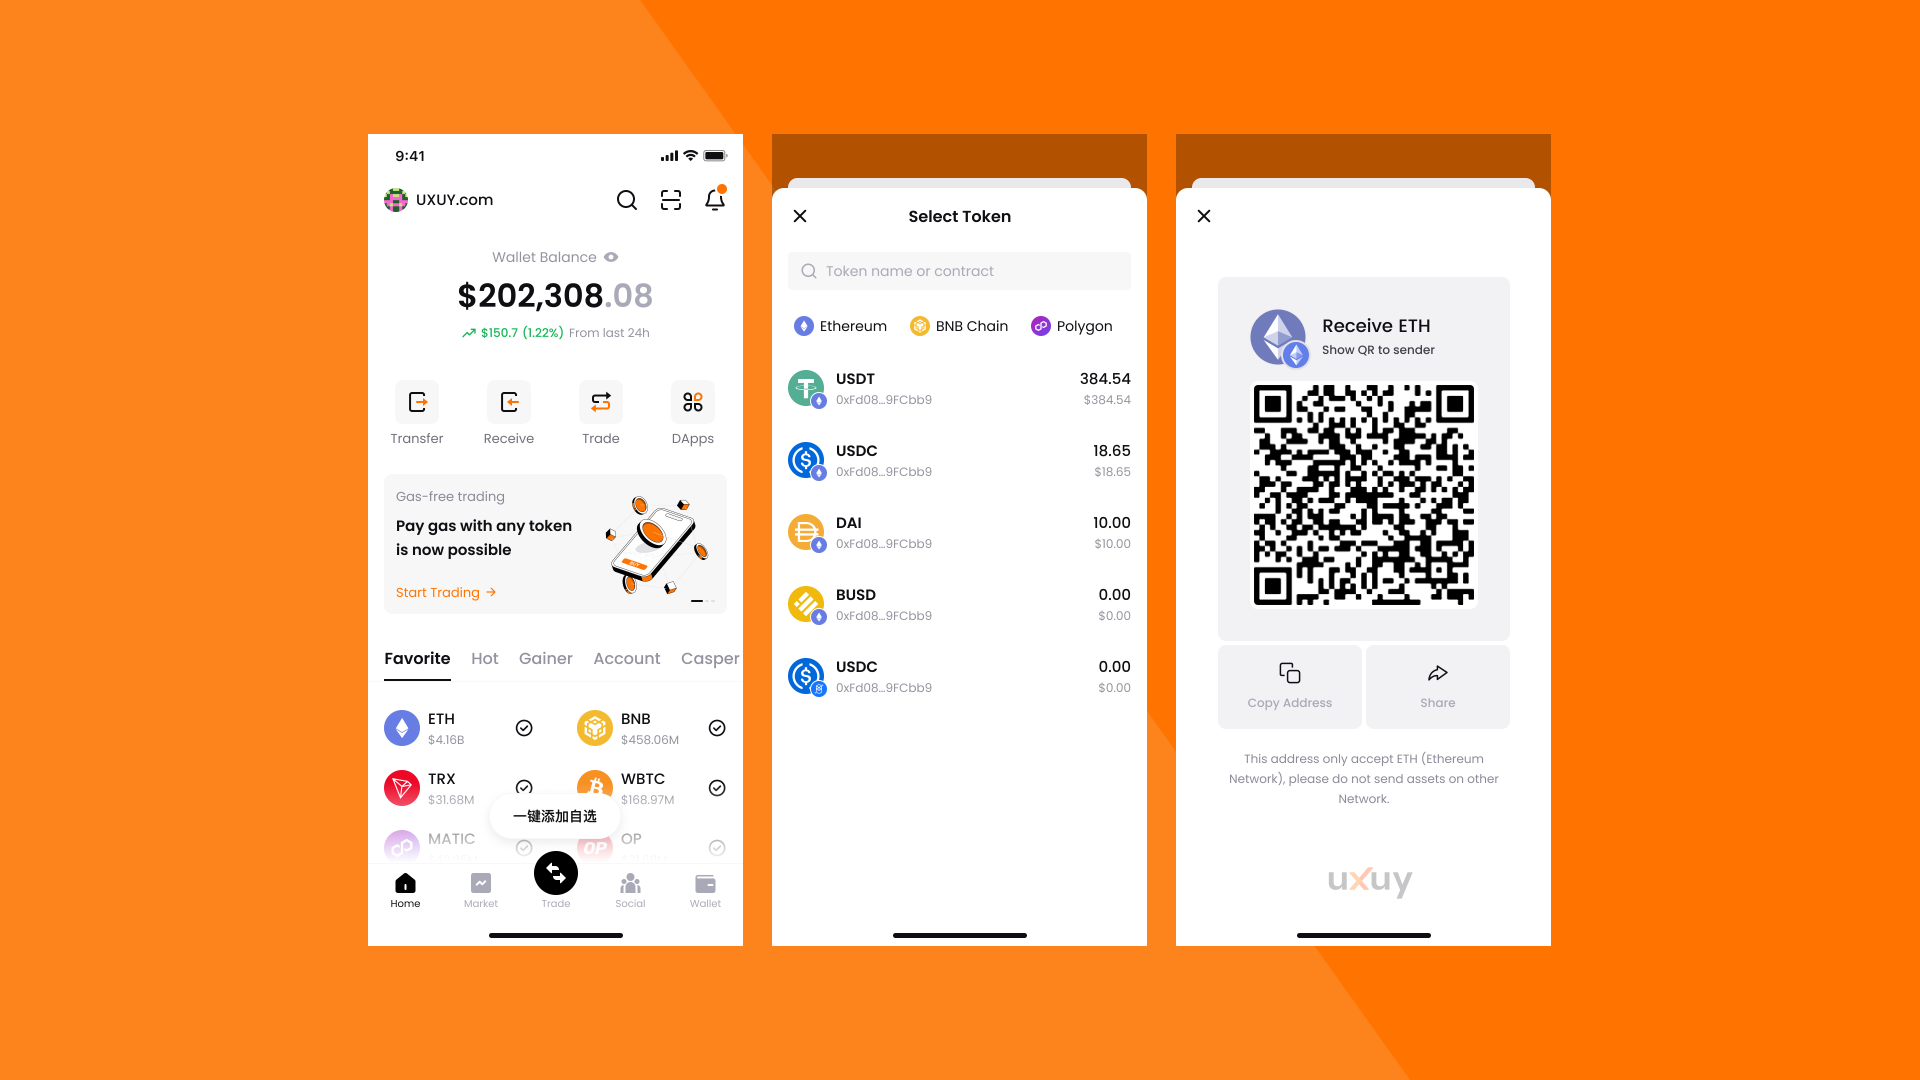 9:41
UXUY.com
Wallet Balance
$202,308.08
$150.7 (1.22%) From last 24h
Transfer
Receive
Trade
DApps
Gas-free trading
Pay gas with any token
is now possible
Start Trading →
Favorite
Hot
Gainer
Account
Casper
ETH
$4.16B
BNB
$458.06M
TRX
$31.68M
WBTC
$168.97M
一键添加自选
MATIC
OP
OP
Home
Market
Trade
Social
Wallet
Select Token
Token name or contract
Ethereum
BNB Chain
Polygon
USDT
384.54
0xFd08...9FCbb9
$384.54
USDC
18.65
0xFd08...9FCbb9
$18.65
DAI
10.00
0xFd08...9FCbb9
$10.00
BUSD
0.00
0xFd08...9FCbb9
$0.00
USDC
0.00
0xFd08...9FCbb9
$0.00
Receive ETH
Show QR to sender
Copy Address
Share
This address only accept ETH (Ethereum
Network), please do not send assets on other
Network.
uxuy